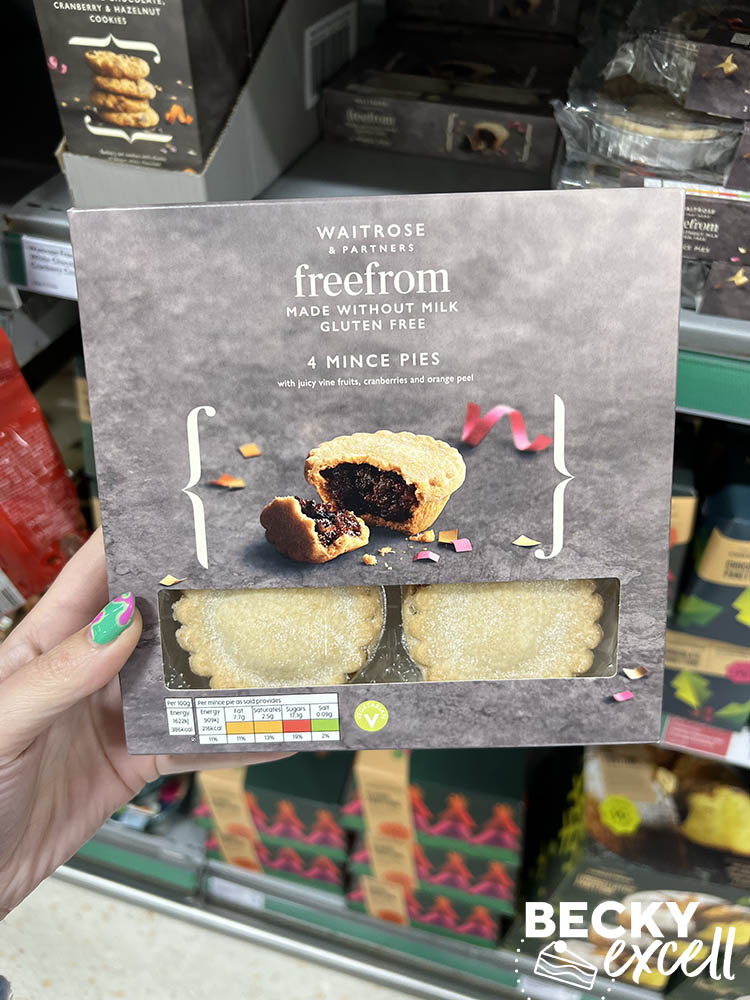 CRANBERRY & HAZELNUT
COOKIES
WAITROSE
freefrom
WAITROSE
& PARTNERS
freefrom
MADE WITHOUT MILK
GLUTEN FREE
4 MINCE PIES
with juicy vine fruits, cranberries and orange peel
Per 100g
Energy
1622kJ
386kcal
Per mince pie as sold provides
Energy Fat Saturates Sugars Salt
909kJ 7.7g 2.5g 17.1g 0.09g
216kcal
11% 11% 13% 19% 2%
VEGETARIAN
V
BECKY
excell